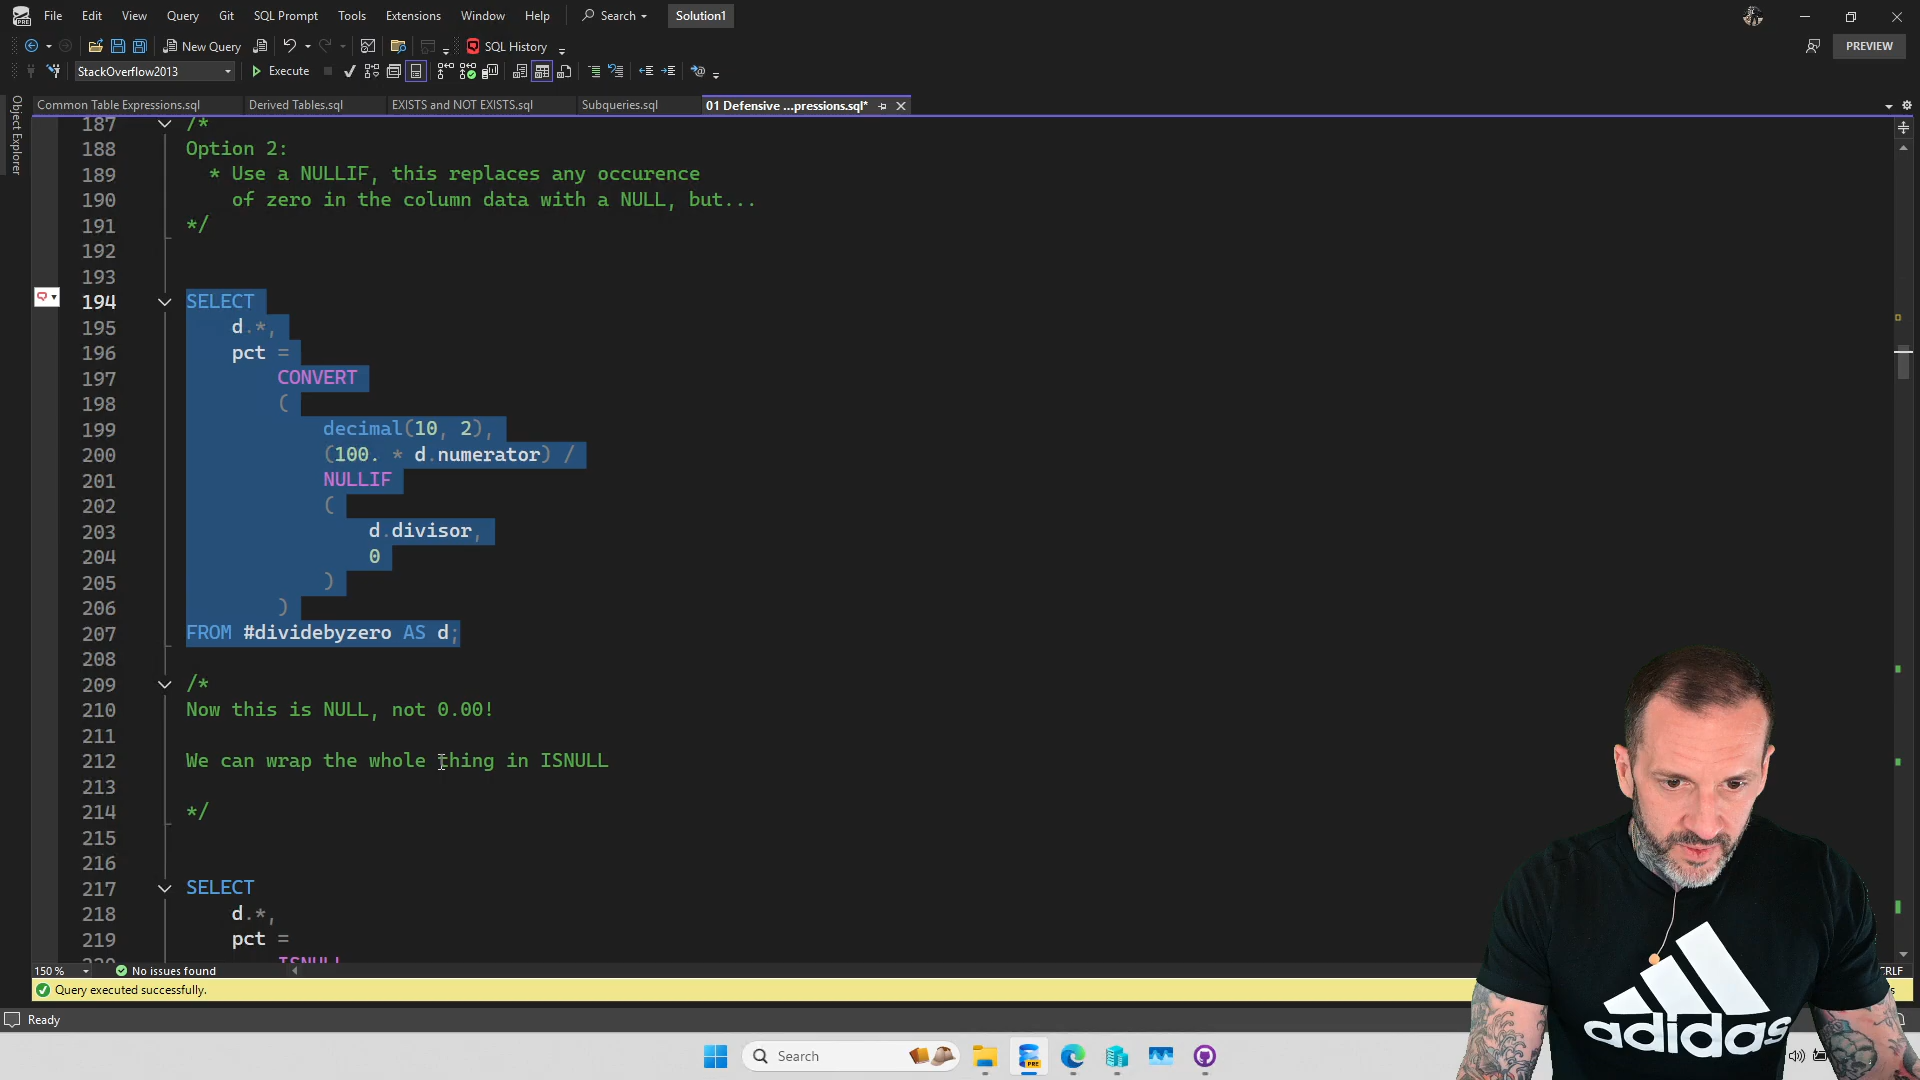 File Edit View Query Git SQL Prompt Tools Extensions Window Help Search Solution1
New Query SQL History PREVIEW
StackOverflow2013 Execute
Common Table Expressions.sql Derived Tables.sql EXISTS and NOT EXISTS.sql Subqueries.sql 01 Defensive ...pressions.sql*
Object Explorer
187 /*
188 Option 2:
189 * Use a NULLIF, this replaces any occurence
190 of zero in the column data with a NULL, but...
191 */
192
193
194 SELECT
195 d.*,
196 pct =
197 CONVERT
198 (
199 decimal(10, 2),
200 (100. * d.numerator) /
201 NULLIF
202 (
203 d.divisor,
204 0
205 )
206 )
207 FROM #dividebyzero AS d;
208
209 /*
210 Now this is NULL, not 0.00!
211
212 We can wrap the whole thing in ISNULL
213
214 */
215
216
217 SELECT
218 d.*,
219 pct =
220 ISNULL
150 % No issues found CRLF
Query executed successfully.
Ready
Search
PRE
adidas